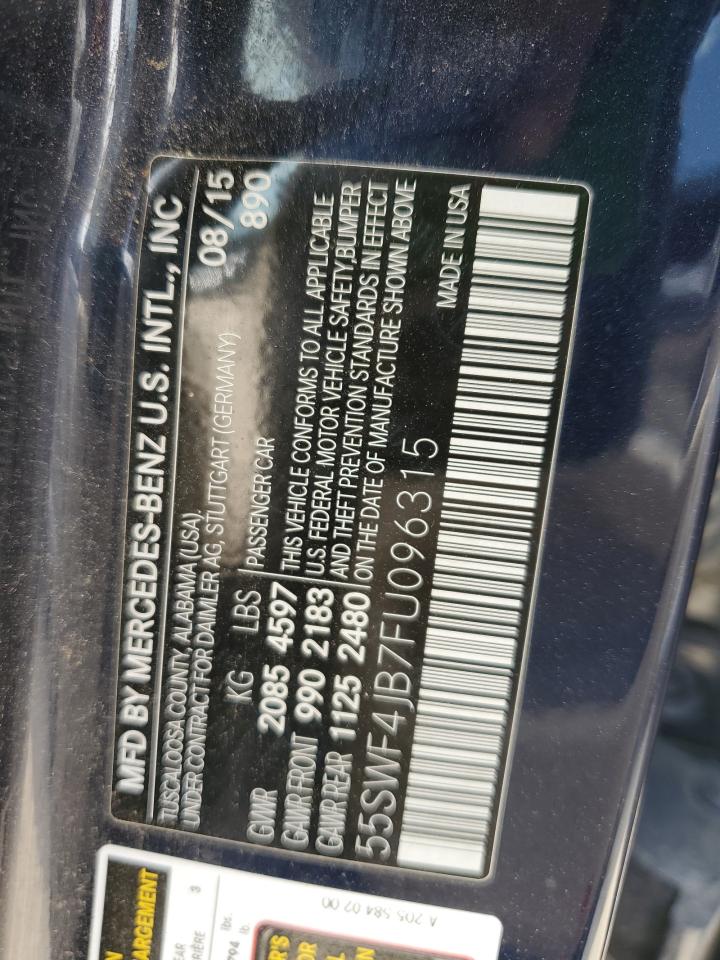 MFD BY MERCEDES-BENZ U.S. INTL., INC
TUSCALOOSA COUNTY, ALABAMA (USA)
UNDER CONTRACT FOR DAIMLER AG, STUTTGART (GERMANY)
08/15
KG LBS PASSENGER CAR 890
GVWR 2085 4597 THIS VEHICLE CONFORMS TO ALL APPLICABLE
GAWR FRONT 990 2183 U.S. FEDERAL MOTOR VEHICLE SAFETY, BUMPER
AND THEFT PREVENTION STANDARDS IN EFFECT
GAWR REAR 1125 2480 ON THE DATE OF MANUFACTURE SHOWN ABOVE
55SWF4JB7FU096315
MADE IN USA
ARGEMENT
3
lbs.
A 205 584 02 00